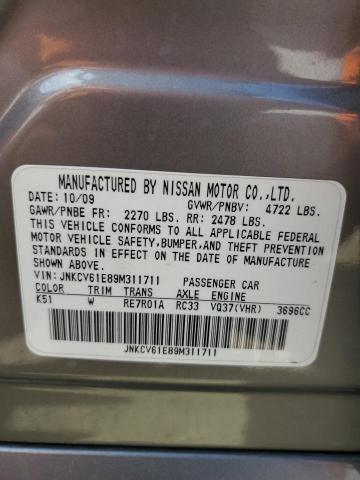 MANUFACTURED BY NISSAN MOTOR CO.,LTD.
DATE: 10/09 GVWR/PNBV: 4722 LBS.
GAWR/PNBE FR: 2270 LBS. RR: 2478 LBS.
THIS VEHICLE CONFORMS TO ALL APPLICABLE FEDERAL
MOTOR VEHICLE SAFETY,BUMPER,AND THEFT PREVENTION
STANDARDS IN EFFECT ON THE DATE OF MANUFACTURE
SHOWN ABOVE.
VIN: JNKCV61E89M311711 PASSENGER CAR
COLOR TRIM TRANS AXLE ENGINE
K51 W RE7R01A RC33 VQ37(VHR) 3696CC
JNKCV61E89M311711